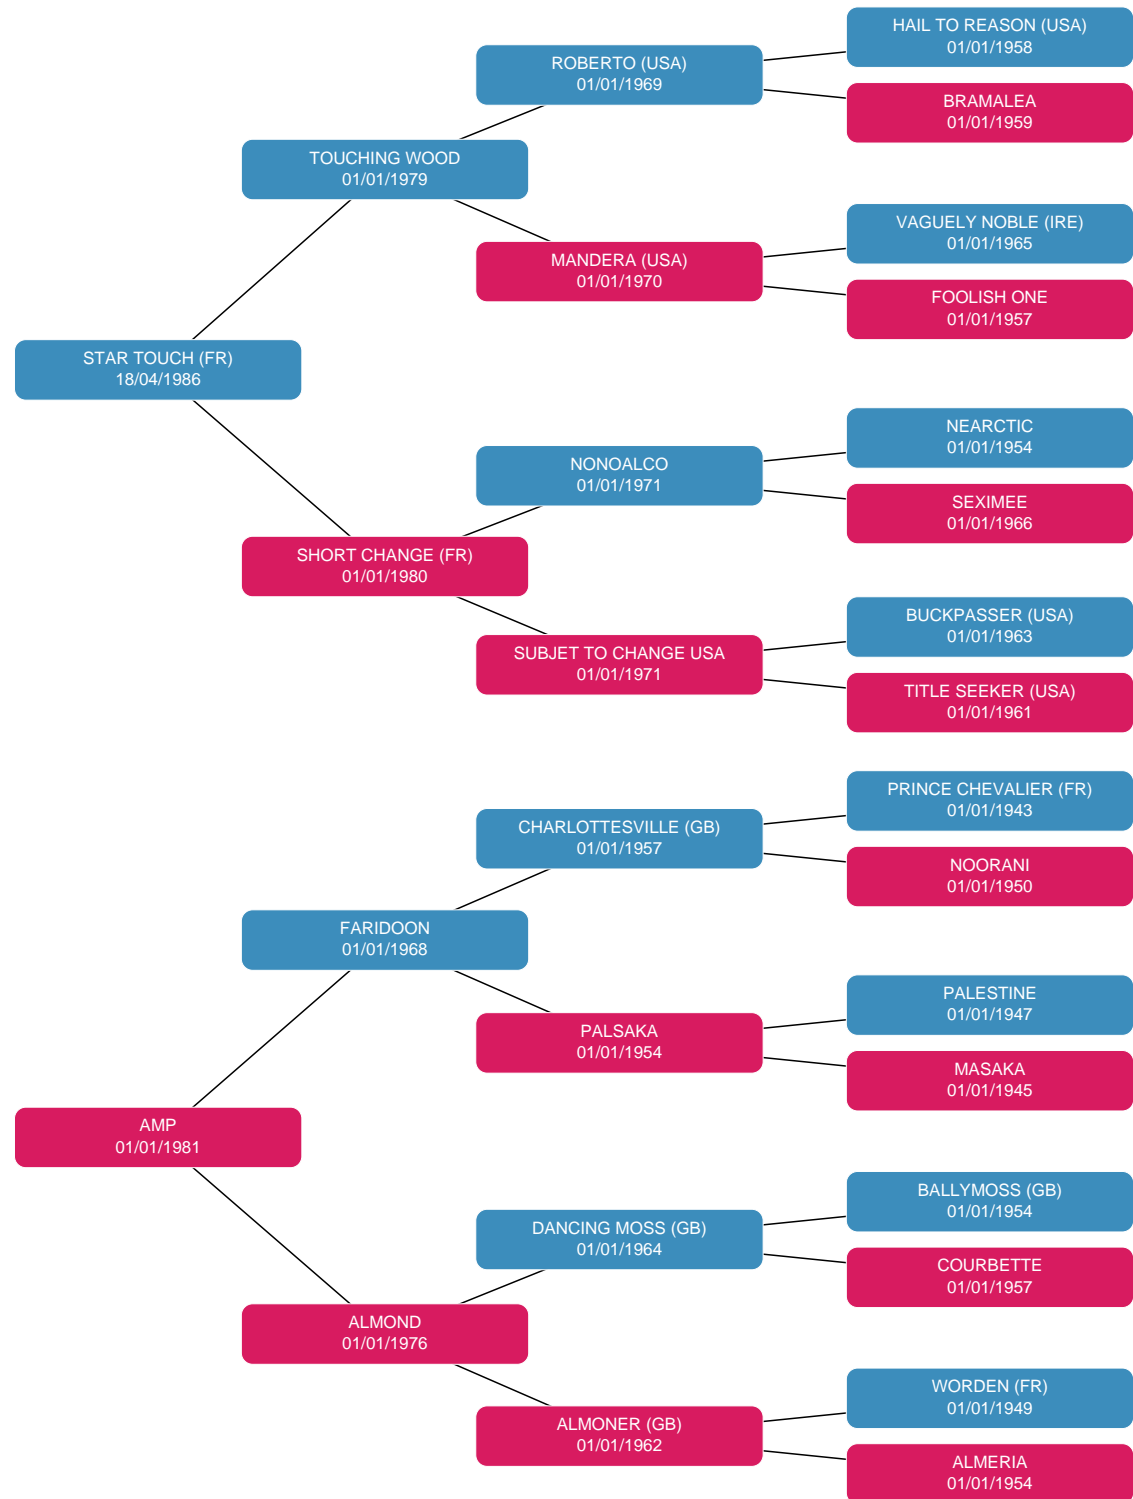 HAIL TO REASON (USA)
01/01/1958
ROBERTO (USA)
01/01/1969
BRAMALEA
01/01/1959
TOUCHING WOOD
01/01/1979
VAGUELY NOBLE (IRE)
01/01/1965
MANDERA (USA)
01/01/1970
FOOLISH ONE
01/01/1957
STAR TOUCH (FR)
18/04/1986
NEARCTIC
01/01/1954
NONOALCO
01/01/1971
SEXIMEE
01/01/1966
SHORT CHANGE (FR)
01/01/1980
BUCKPASSER (USA)
01/01/1963
SUBJET TO CHANGE USA
01/01/1971
TITLE SEEKER (USA)
01/01/1961
PRINCE CHEVALIER (FR)
01/01/1943
CHARLOTTESVILLE (GB)
01/01/1957
NOORANI
01/01/1950
FARIDOON
01/01/1968
PALESTINE
01/01/1947
PALSAKA
01/01/1954
MASAKA
01/01/1945
AMP
01/01/1981
BALLYMOSS (GB)
01/01/1954
DANCING MOSS (GB)
01/01/1964
COURBETTE
01/01/1957
ALMOND
01/01/1976
WORDEN (FR)
01/01/1949
ALMONER (GB)
01/01/1962
ALMERIA
01/01/1954